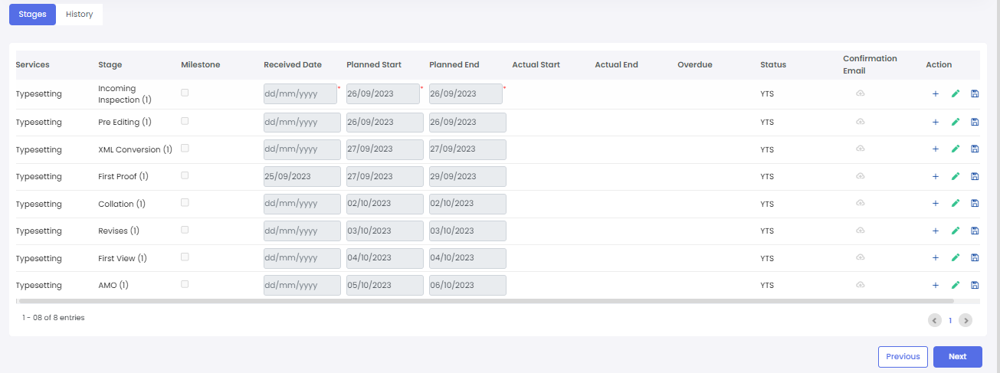 Stages History
Services Stage Milestone Received Date Planned Start Planned End Actual Start Actual End Overdue Status Confirmation Email Action
Typesetting Incoming Inspection (1) dd/mm/yyyy * 26/09/2023 * 26/09/2023 * YTS
Typesetting Pre Editing (1) dd/mm/yyyy 26/09/2023 26/09/2023 YTS
Typesetting XML Conversion (1) dd/mm/yyyy 27/09/2023 27/09/2023 YTS
Typesetting First Proof (1) 25/09/2023 27/09/2023 29/09/2023 YTS
Typesetting Collation (1) dd/mm/yyyy 02/10/2023 02/10/2023 YTS
Typesetting Revises (1) dd/mm/yyyy 03/10/2023 03/10/2023 YTS
Typesetting First View (1) dd/mm/yyyy 04/10/2023 04/10/2023 YTS
Typesetting AMO (1) dd/mm/yyyy 05/10/2023 06/10/2023 YTS
1 - 08 of 8 entries 1
Previous Next